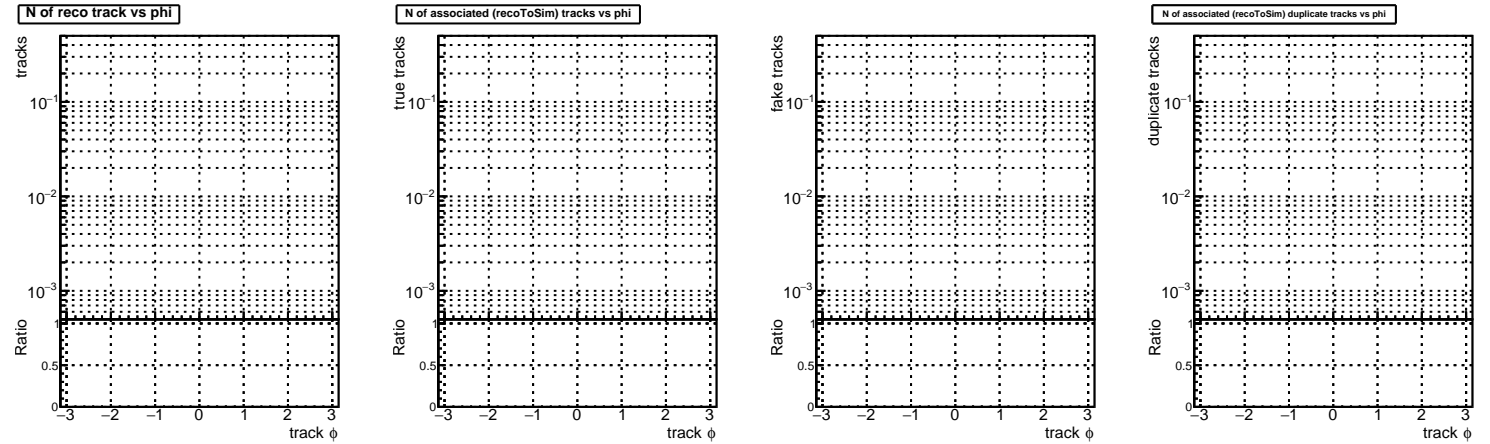 N of reco track vs phi
tracks
10⁻¹
10⁻²
10⁻³
Ratio
1
0.5
0
−3 −2 −1 0 1 2 3
track ϕ
N of associated (recoToSim) tracks vs phi
true tracks
10⁻¹
10⁻²
10⁻³
Ratio
1
0.5
0
−3 −2 −1 0 1 2 3
track ϕ
fake tracks
10⁻¹
10⁻²
10⁻³
Ratio
1
0.5
0
−3 −2 −1 0 1 2 3
track ϕ
N of associated (recoToSim) duplicate tracks vs phi
duplicate tracks
10⁻¹
10⁻²
10⁻³
Ratio
1
0.5
0
−3 −2 −1 0 1 2 3
track ϕ